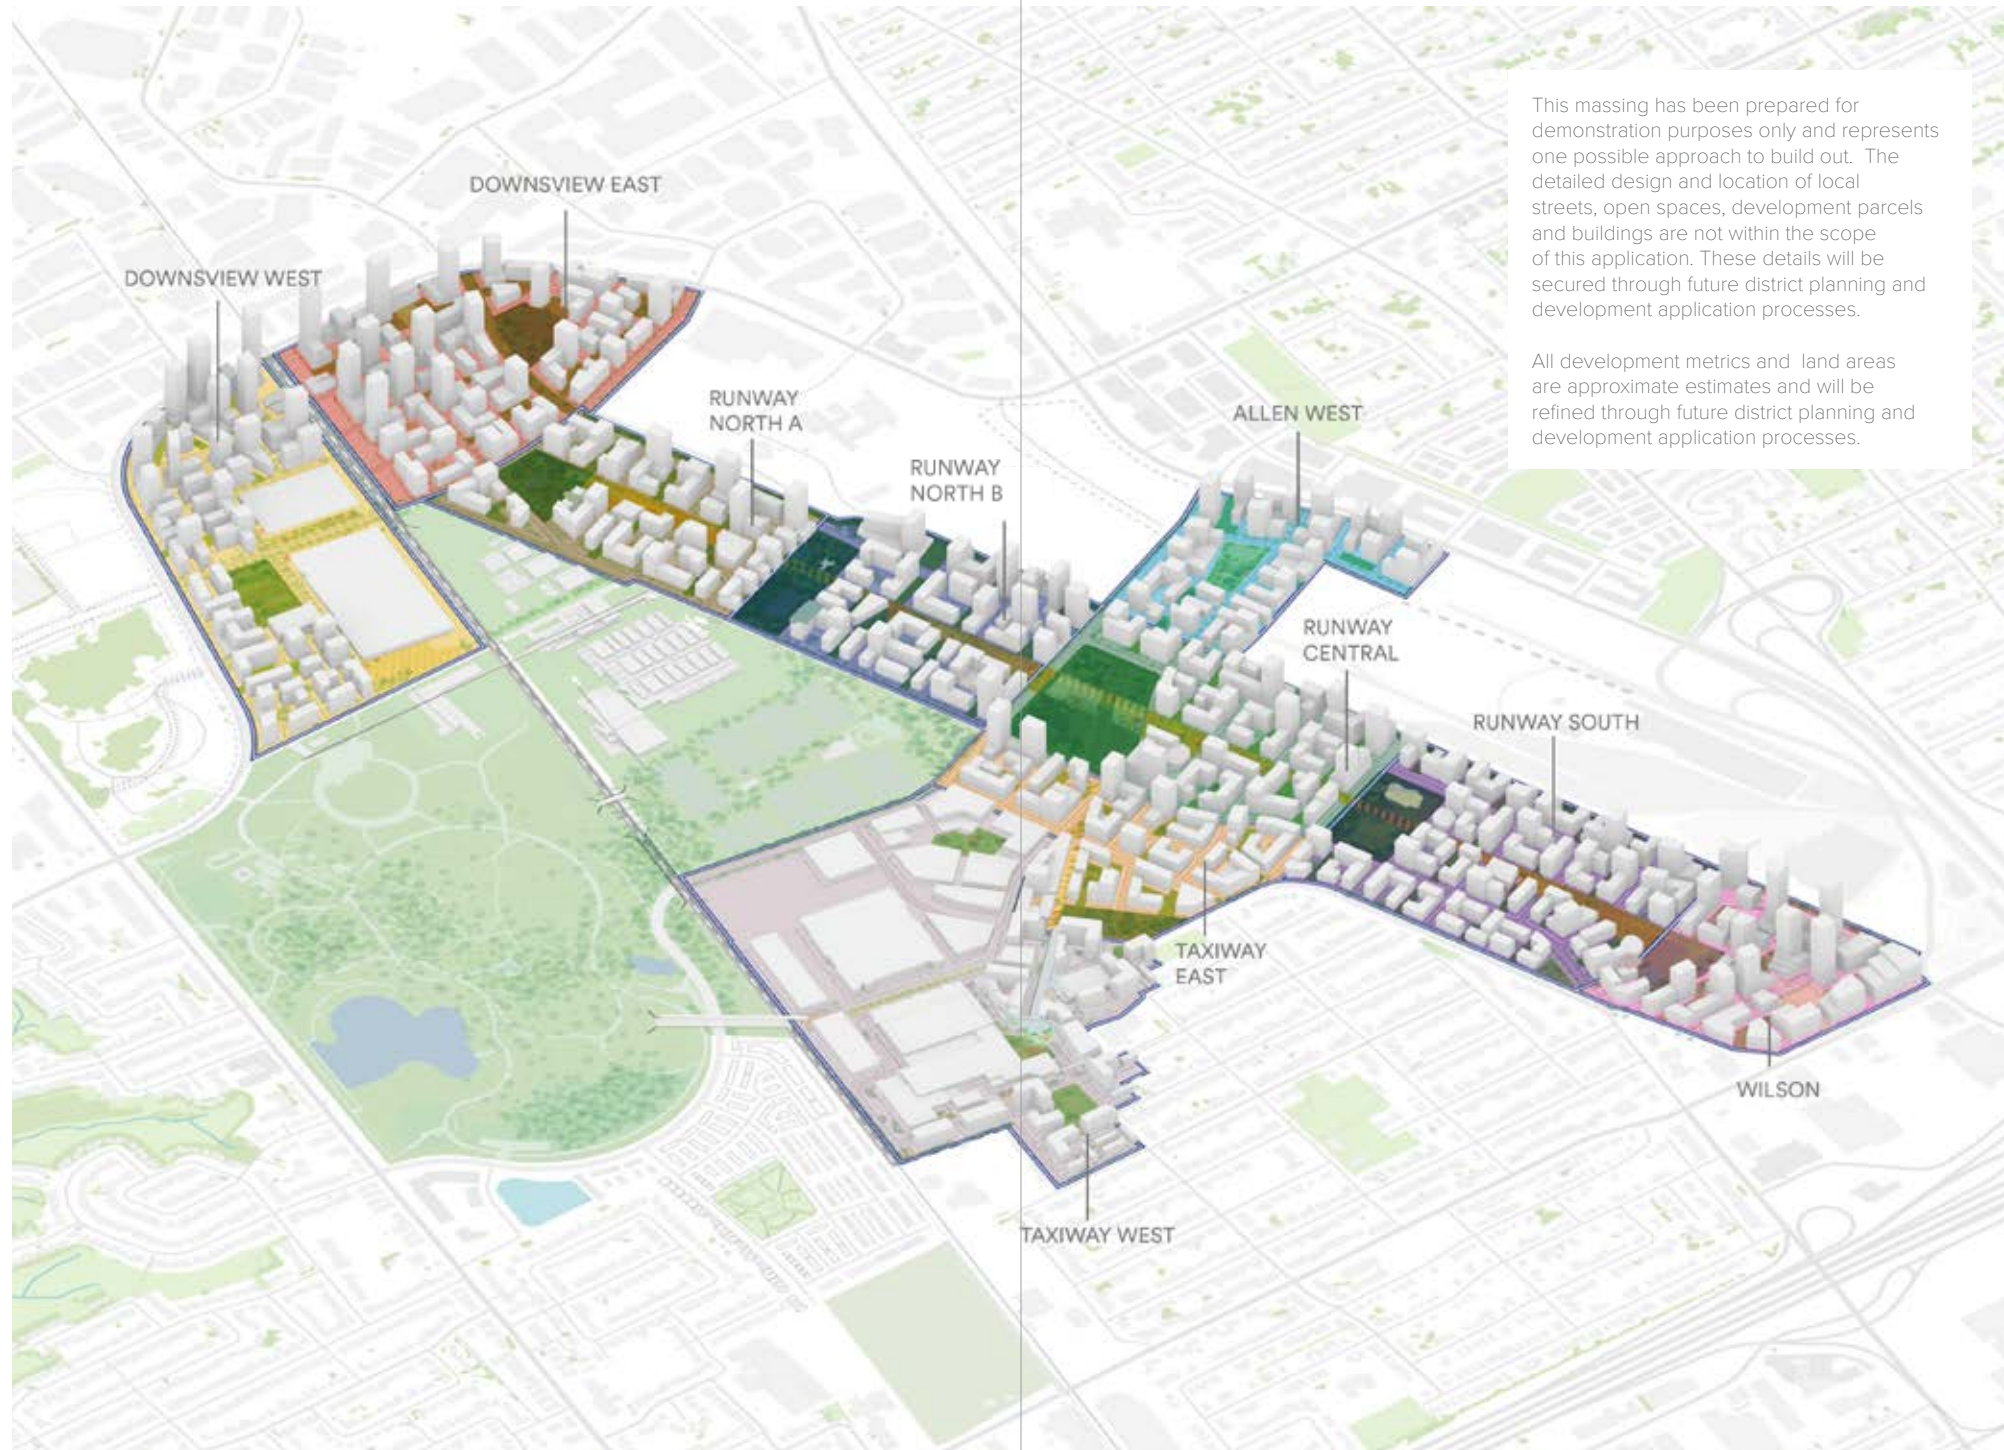 This massing has been prepared for
demonstration purposes only and represents
one possible approach to build out. The
detailed design and location of local
streets, open spaces, development parcels
and buildings are not within the scope
of this application. These details will be
secured through future district planning and
development application processes.
All development metrics and land areas
are approximate estimates and will be
refined through future district planning and
development application processes.
DOWNSVIEW EAST
DOWNSVIEW WEST
RUNWAY
NORTH A
RUNWAY
NORTH B
ALLEN WEST
RUNWAY
CENTRAL
RUNWAY SOUTH
TAXIWAY
EAST
WILSON
TAXIWAY WEST